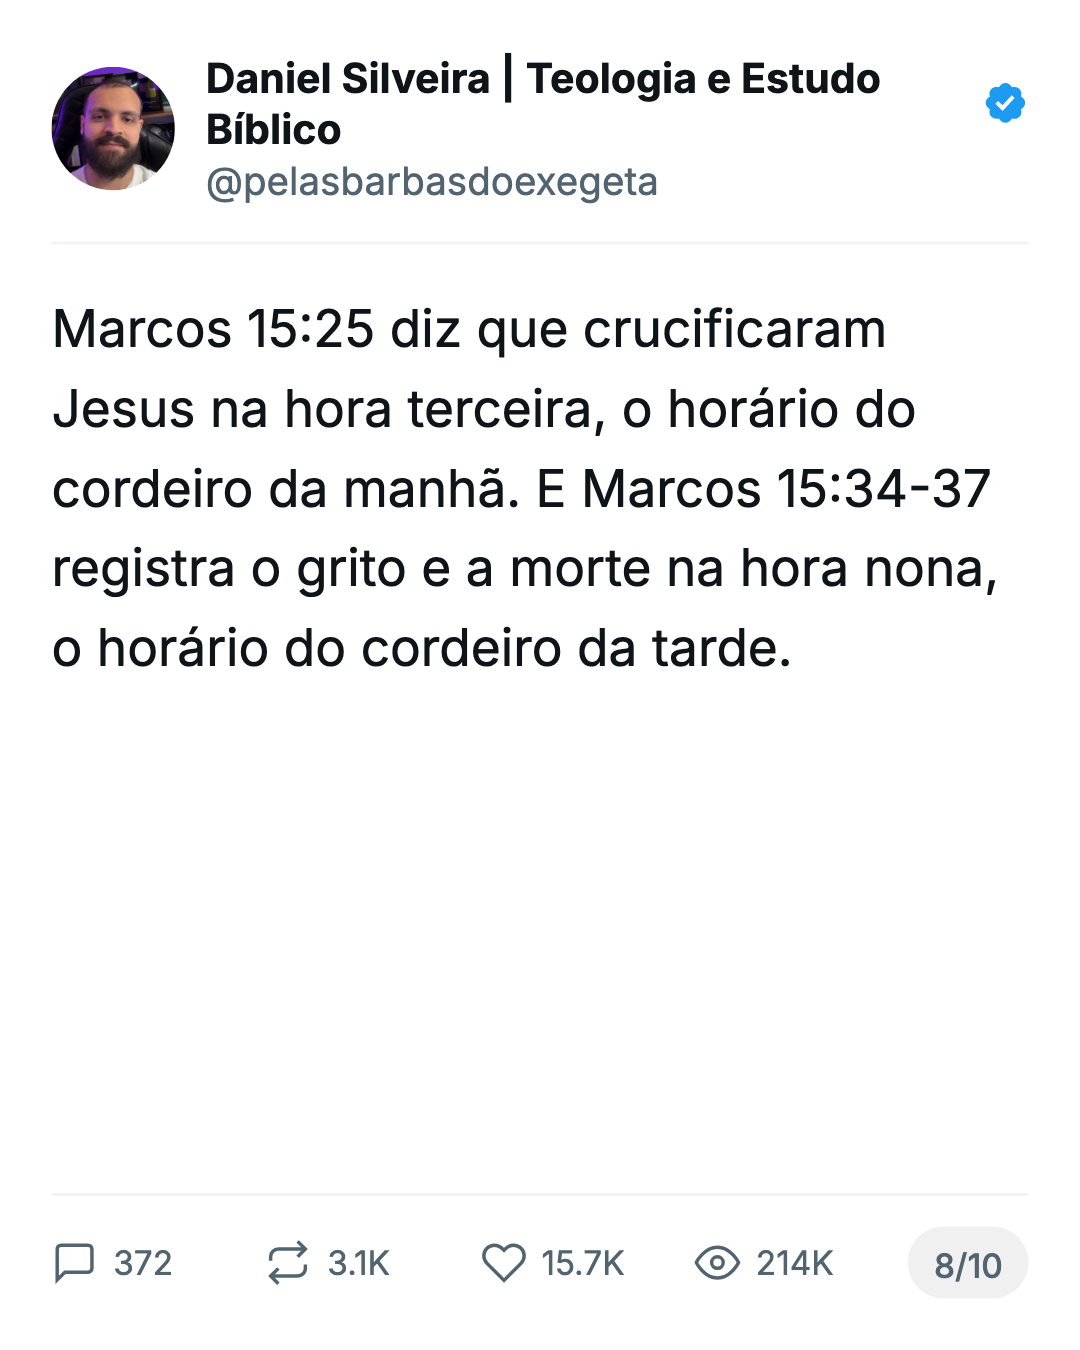 Daniel Silveira | Teologia e Estudo
Bíblico
@pelasbarbasdoexegeta
Marcos 15:25 diz que crucificaram
Jesus na hora terceira, o horário do
cordeiro da manhã. E Marcos 15:34-37
registra o grito e a morte na hora nona,
o horário do cordeiro da tarde.
372 3.1K 15.7K 214K 8/10